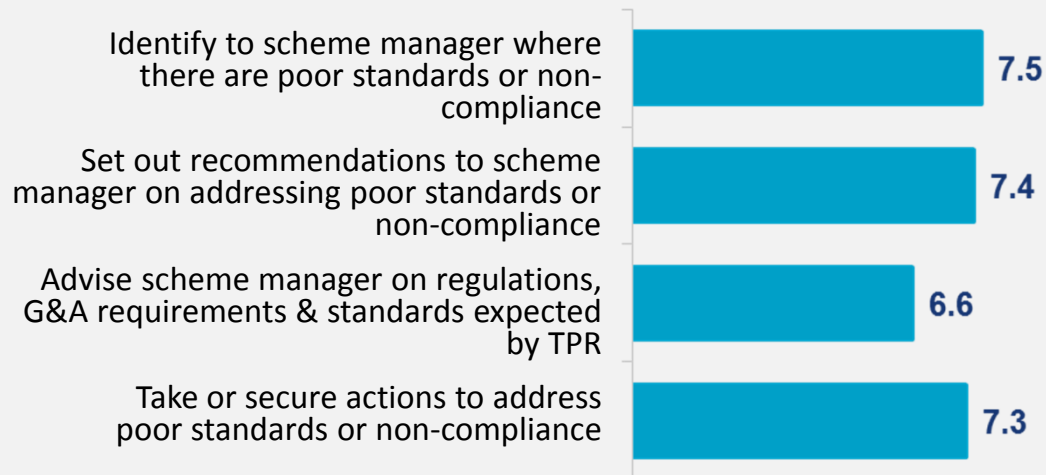 Identify to scheme manager where
there are poor standards or non-
compliance
7.5
Set out recommendations to scheme
manager on addressing poor standards or
non-compliance
7.4
Advise scheme manager on regulations,
G&A requirements & standards expected
by TPR
6.6
Take or secure actions to address
poor standards or non-compliance
7.3